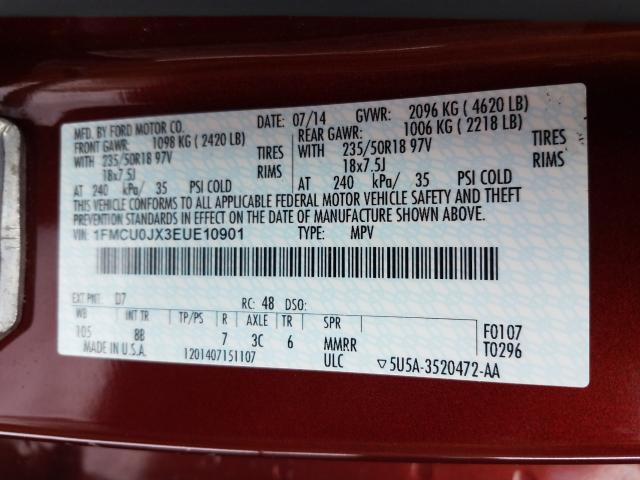 MFD. BY FORD MOTOR CO. DATE: 07/14 GVWR: 2096 KG ( 4620 LB)
FRONT GAWR: 1098 KG ( 2420 LB) REAR GAWR: 1006 KG ( 2218 LB)
WITH 235/50R18 97V TIRES WITH 235/50R18 97V TIRES
18x7.5J RIMS 18x7.5J RIMS
AT 240 kPa/ 35 PSI COLD AT 240 kPa/ 35 PSI COLD
THIS VEHICLE CONFORMS TO ALL APPLICABLE FEDERAL MOTOR VEHICLE SAFETY AND THEFT
PREVENTION STANDARDS IN EFFECT ON THE DATE OF MANUFACTURE SHOWN ABOVE.
VIN: 1FMCU0JX3EUE10901 TYPE: MPV
EXT PNT: D7 RC: 48 DSO:
WB INT TR TP/PS R AXLE TR SPR
105 8B 7 3C 6 MMRR F0107
MADE IN U.S.A. 1201407151107 ULC T0296
▽5U5A-3520472-AA